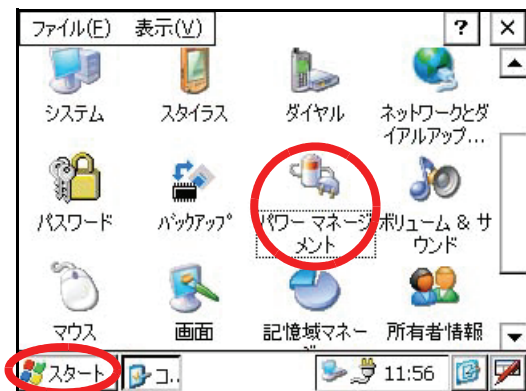 ファイル(F) 表示(V) ? ×
システム スタイラス ダイヤル ネットワークとダ
イアルアップ...
パスワード バックアップ パワー マネージ ボリューム & サ
メント ウンド
マウス 画面 記憶域マネー 所有者情報
スタート コ.. 11:56